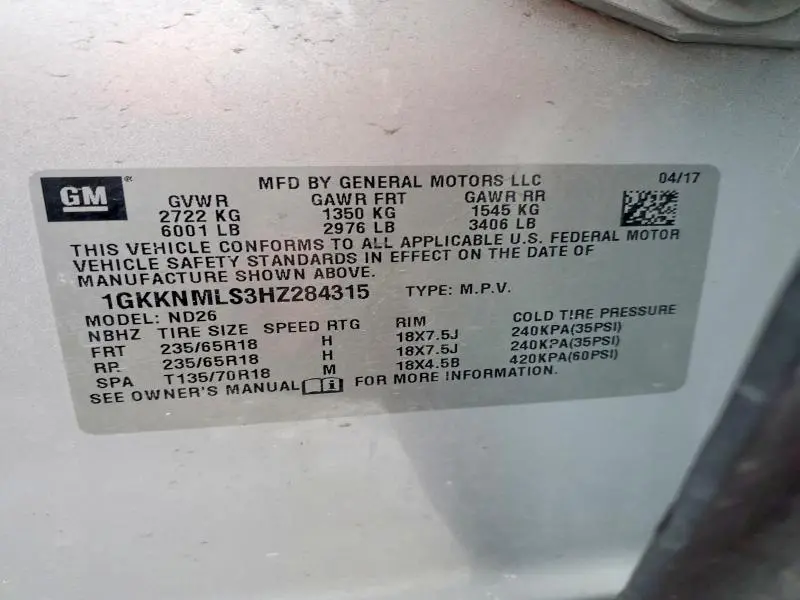 GM® MFD BY GENERAL MOTORS LLC 04/17
GVWR GAWR FRT GAWR RR
2722 KG 1350 KG 1545 KG
6001 LB 2976 LB 3406 LB
THIS VEHICLE CONFORMS TO ALL APPLICABLE U.S. FEDERAL MOTOR
VEHICLE SAFETY STANDARDS IN EFFECT ON THE DATE OF
MANUFACTURE SHOWN ABOVE.
1GKKNMLS3HZ284315 TYPE: M.P.V.
MODEL: ND26
NBHZ TIRE SIZE SPEED RTG RIM COLD TIRE PRESSURE
FRT 235/65R18 H 18X7.5J 240KPA(35PSI)
RR 235/65R18 H 18X7.5J 240KPA(35PSI)
SPA T135/70R18 M 18X4.5B 420KPA(60PSI)
SEE OWNER'S MANUAL i FOR MORE INFORMATION.